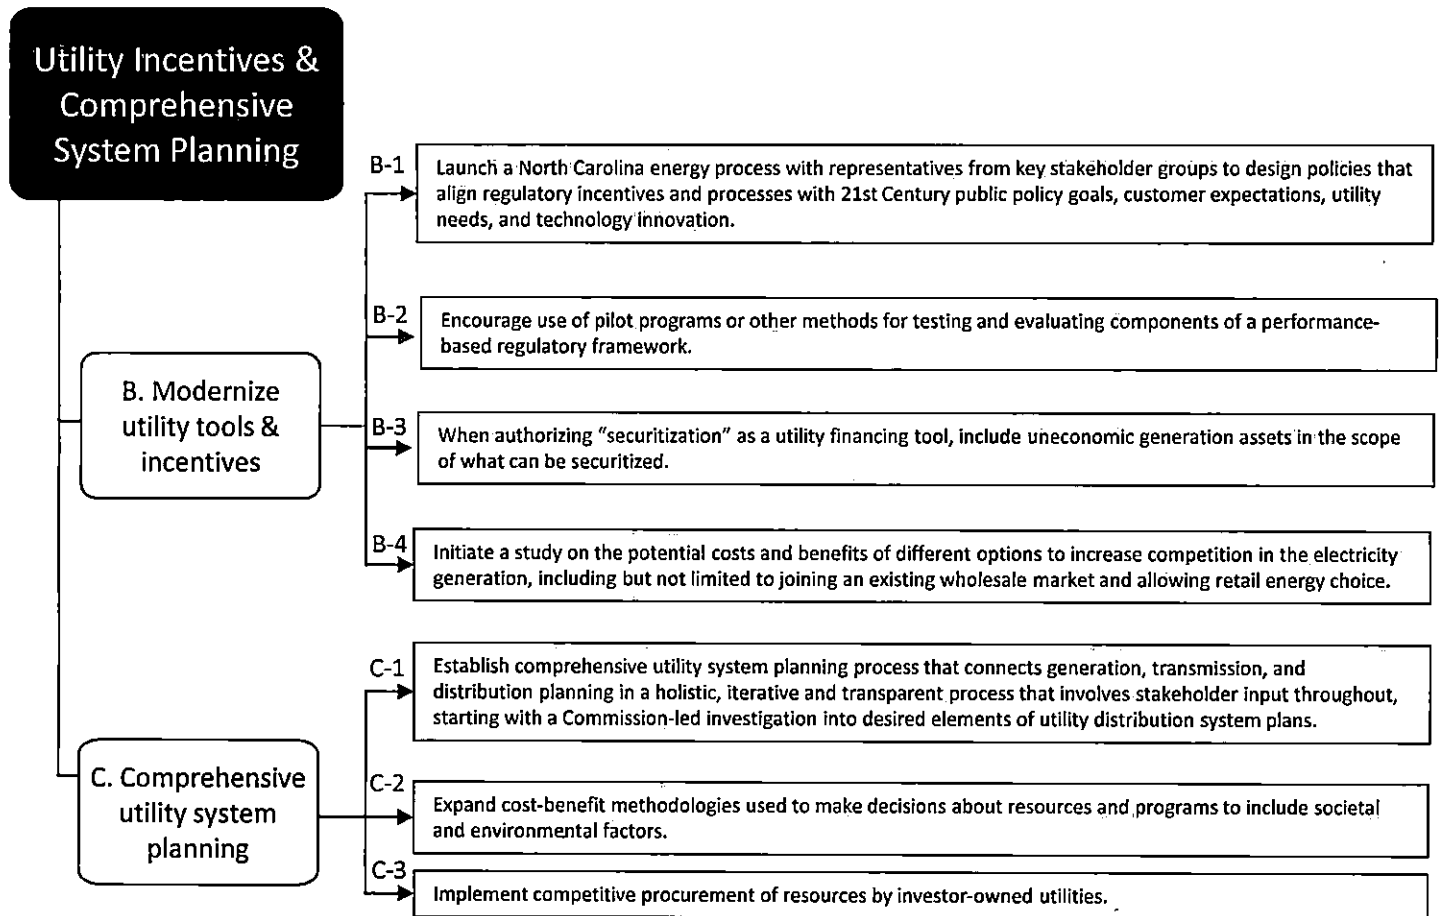 Utility Incentives &
Comprehensive
System Planning
B-1
Launch a North Carolina energy process with representatives from key stakeholder groups to design policies that
align regulatory incentives and processes with 21st Century public policy goals, customer expectations, utility
needs, and technology innovation.
B-2
Encourage use of pilot programs or other methods for testing and evaluating components of a performance-
based regulatory framework.
B. Modernize
utility tools &
incentives
B-3
When authorizing “securitization” as a utility financing tool, include uneconomic generation assets in the scope
of what can be securitized.
B-4
Initiate a study on the potential costs and benefits of different options to increase competition in the electricity
generation, including but not limited to joining an existing wholesale market and allowing retail energy choice.
C-1
Establish comprehensive utility system planning process that connects generation, transmission, and
distribution planning in a holistic, iterative and transparent process that involves stakeholder input throughout,
starting with a Commission-led investigation into desired elements of utility distribution system plans.
C. Comprehensive
utility system
planning
C-2
Expand cost-benefit methodologies used to make decisions about resources and programs to include societal
and environmental factors.
C-3
Implement competitive procurement of resources by investor-owned utilities.